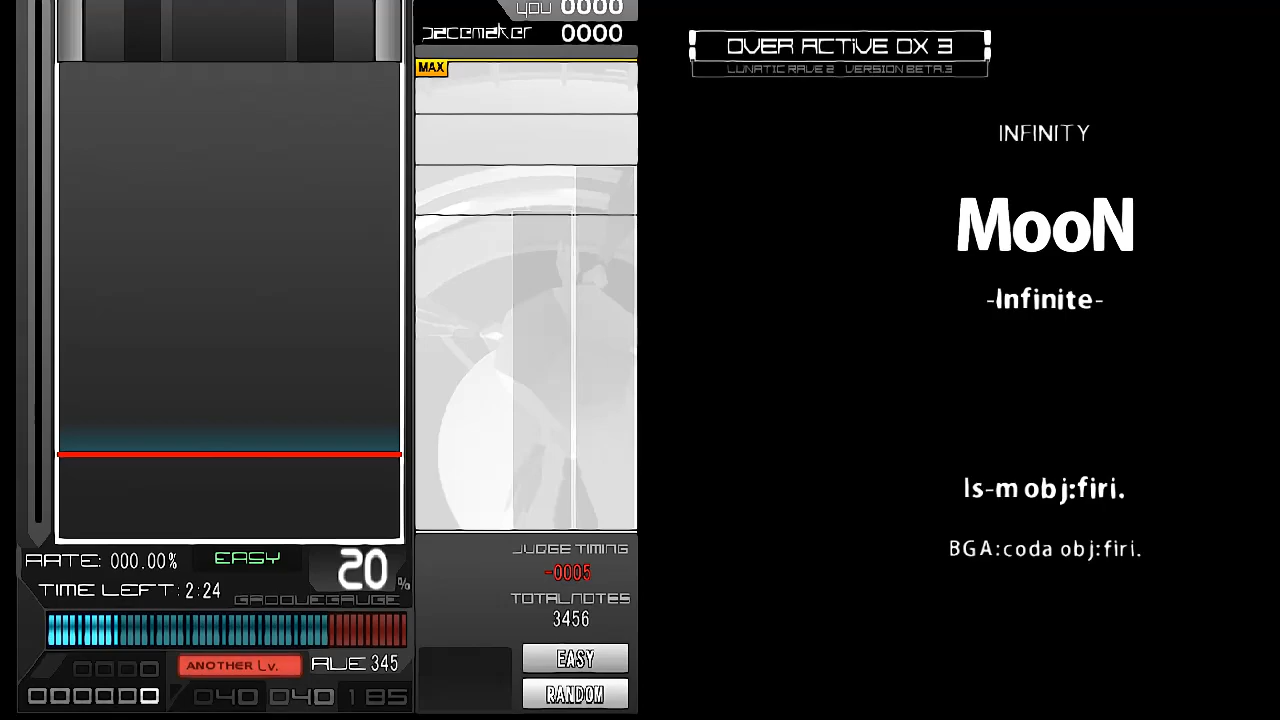 YOU 0000
pacemaker 0000
MAX
OVER ACTIVE DX 3
LUNATIC RAVE 2 VERSION BETA.3
INFINITY
MooN
-Infinite-
ls-m obj:firi.
BGA:coda obj:firi.
RATE: 000.00%
EASY
20%
TIME LEFT: 2:24
GROOVEGAUGE
ANOTHER Lv.
AVE 345
000000
040 040 185
JUDGE TIMING
-0005
TOTALNOTES
3456
EASY
RANDOM